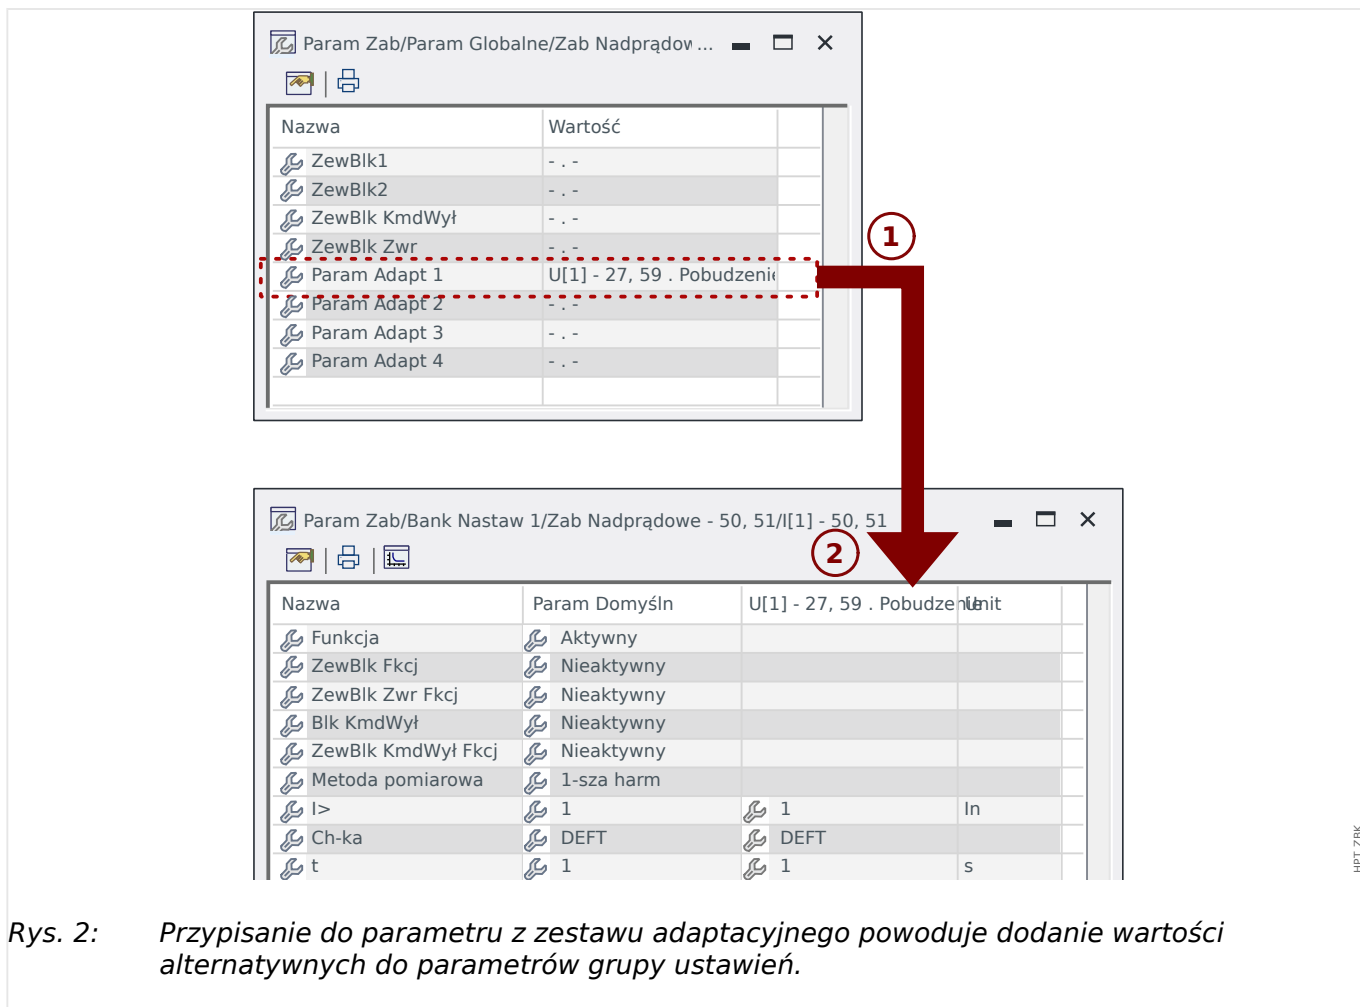 Param Zab/Param Globalne/Zab Nadprądow...
Nazwa Wartość
ZewBlk1 - . -
ZewBlk2 - . -
ZewBlk KmdWył - . -
ZewBlk Zwr - . -
Param Adapt 1 U[1] - 27, 59 . Pobudzenie
Param Adapt 2 - . -
Param Adapt 3 - . -
Param Adapt 4 - . -
1
Param Zab/Bank Nastaw 1/Zab Nadprądowe - 50, 51/I[1] - 50, 51
2
Nazwa Param Domyśln U[1] - 27, 59 . Pobudzenie Unit
Funkcja Aktywny
ZewBlk Fkcj Nieaktywny
ZewBlk Zwr Fkcj Nieaktywny
Blk KmdWył Nieaktywny
ZewBlk KmdWył Fkcj Nieaktywny
Metoda pomiarowa 1-sza harm
I> 1 1 In
Ch-ka DEFT DEFT
t 1 1 s
HPT_ZBK
Rys. 2: Przypisanie do parametru z zestawu adaptacyjnego powoduje dodanie wartości
alternatywnych do parametrów grupy ustawień.